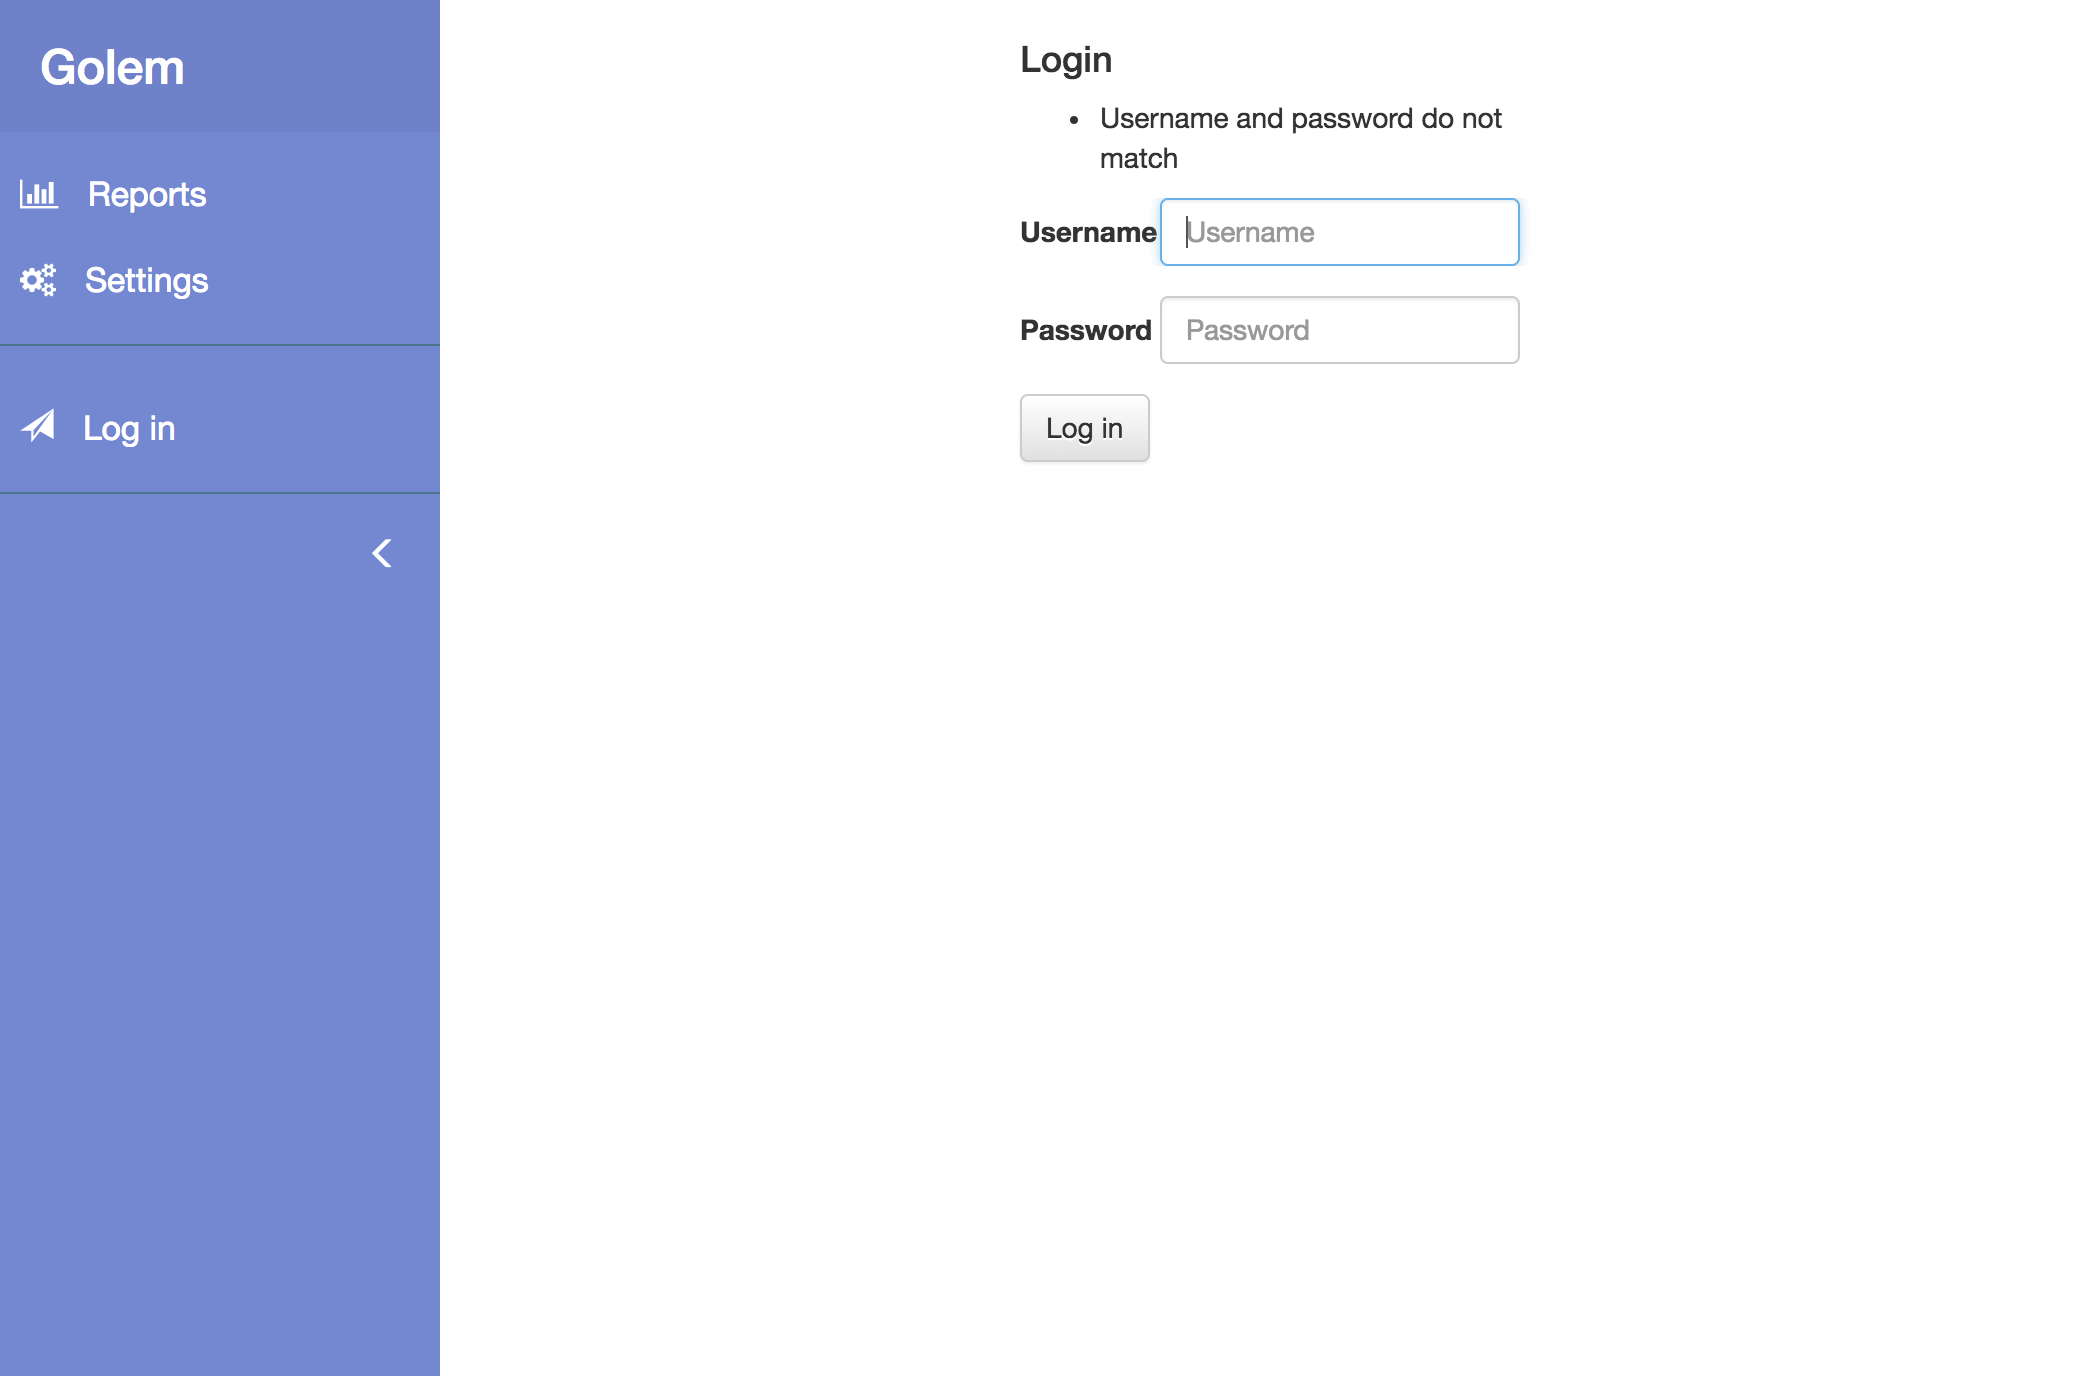 Golem
Reports
Settings
Log in
Login
• Username and password do not
match
Username Username
Password Password
Log in